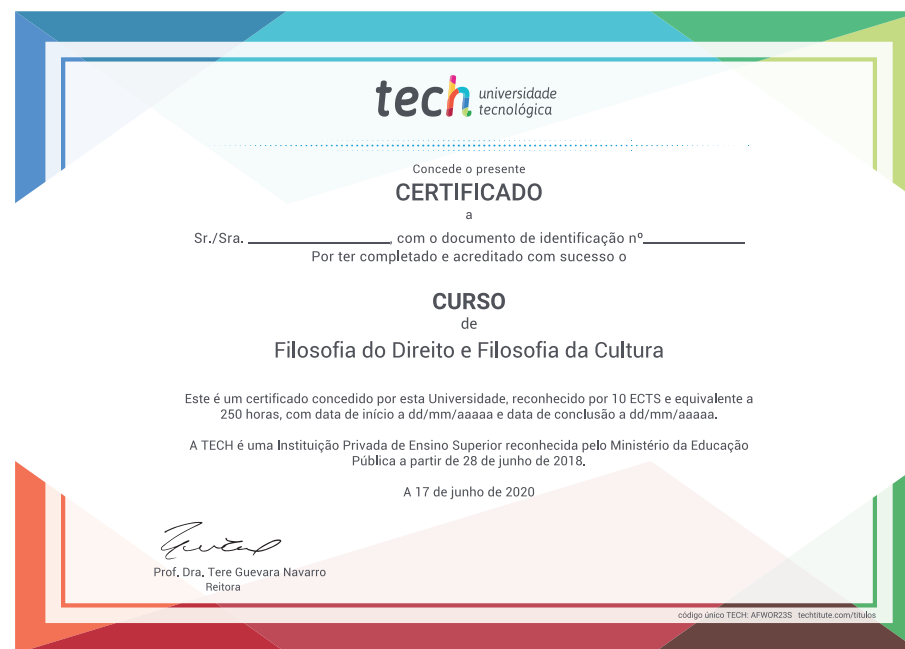 tech universidade
tecnológica
Concede o presente
CERTIFICADO
a
Sr./Sra. ____________________, com o documento de identificação nº______________
Por ter completado e acreditado com sucesso o
CURSO
de
Filosofia do Direito e Filosofia da Cultura
Este é um certificado concedido por esta Universidade, reconhecido por 10 ECTS e equivalente a
250 horas, com data de início a dd/mm/aaaaa e data de conclusão a dd/mm/aaaaa.
A TECH é uma Instituição Privada de Ensino Superior reconhecida pelo Ministério da Educação
Pública a partir de 28 de junho de 2018.
A 17 de junho de 2020
Prof. Dra. Tere Guevara Navarro
Reitora
código único TECH: AFWOR23S techtitute.com/titulos